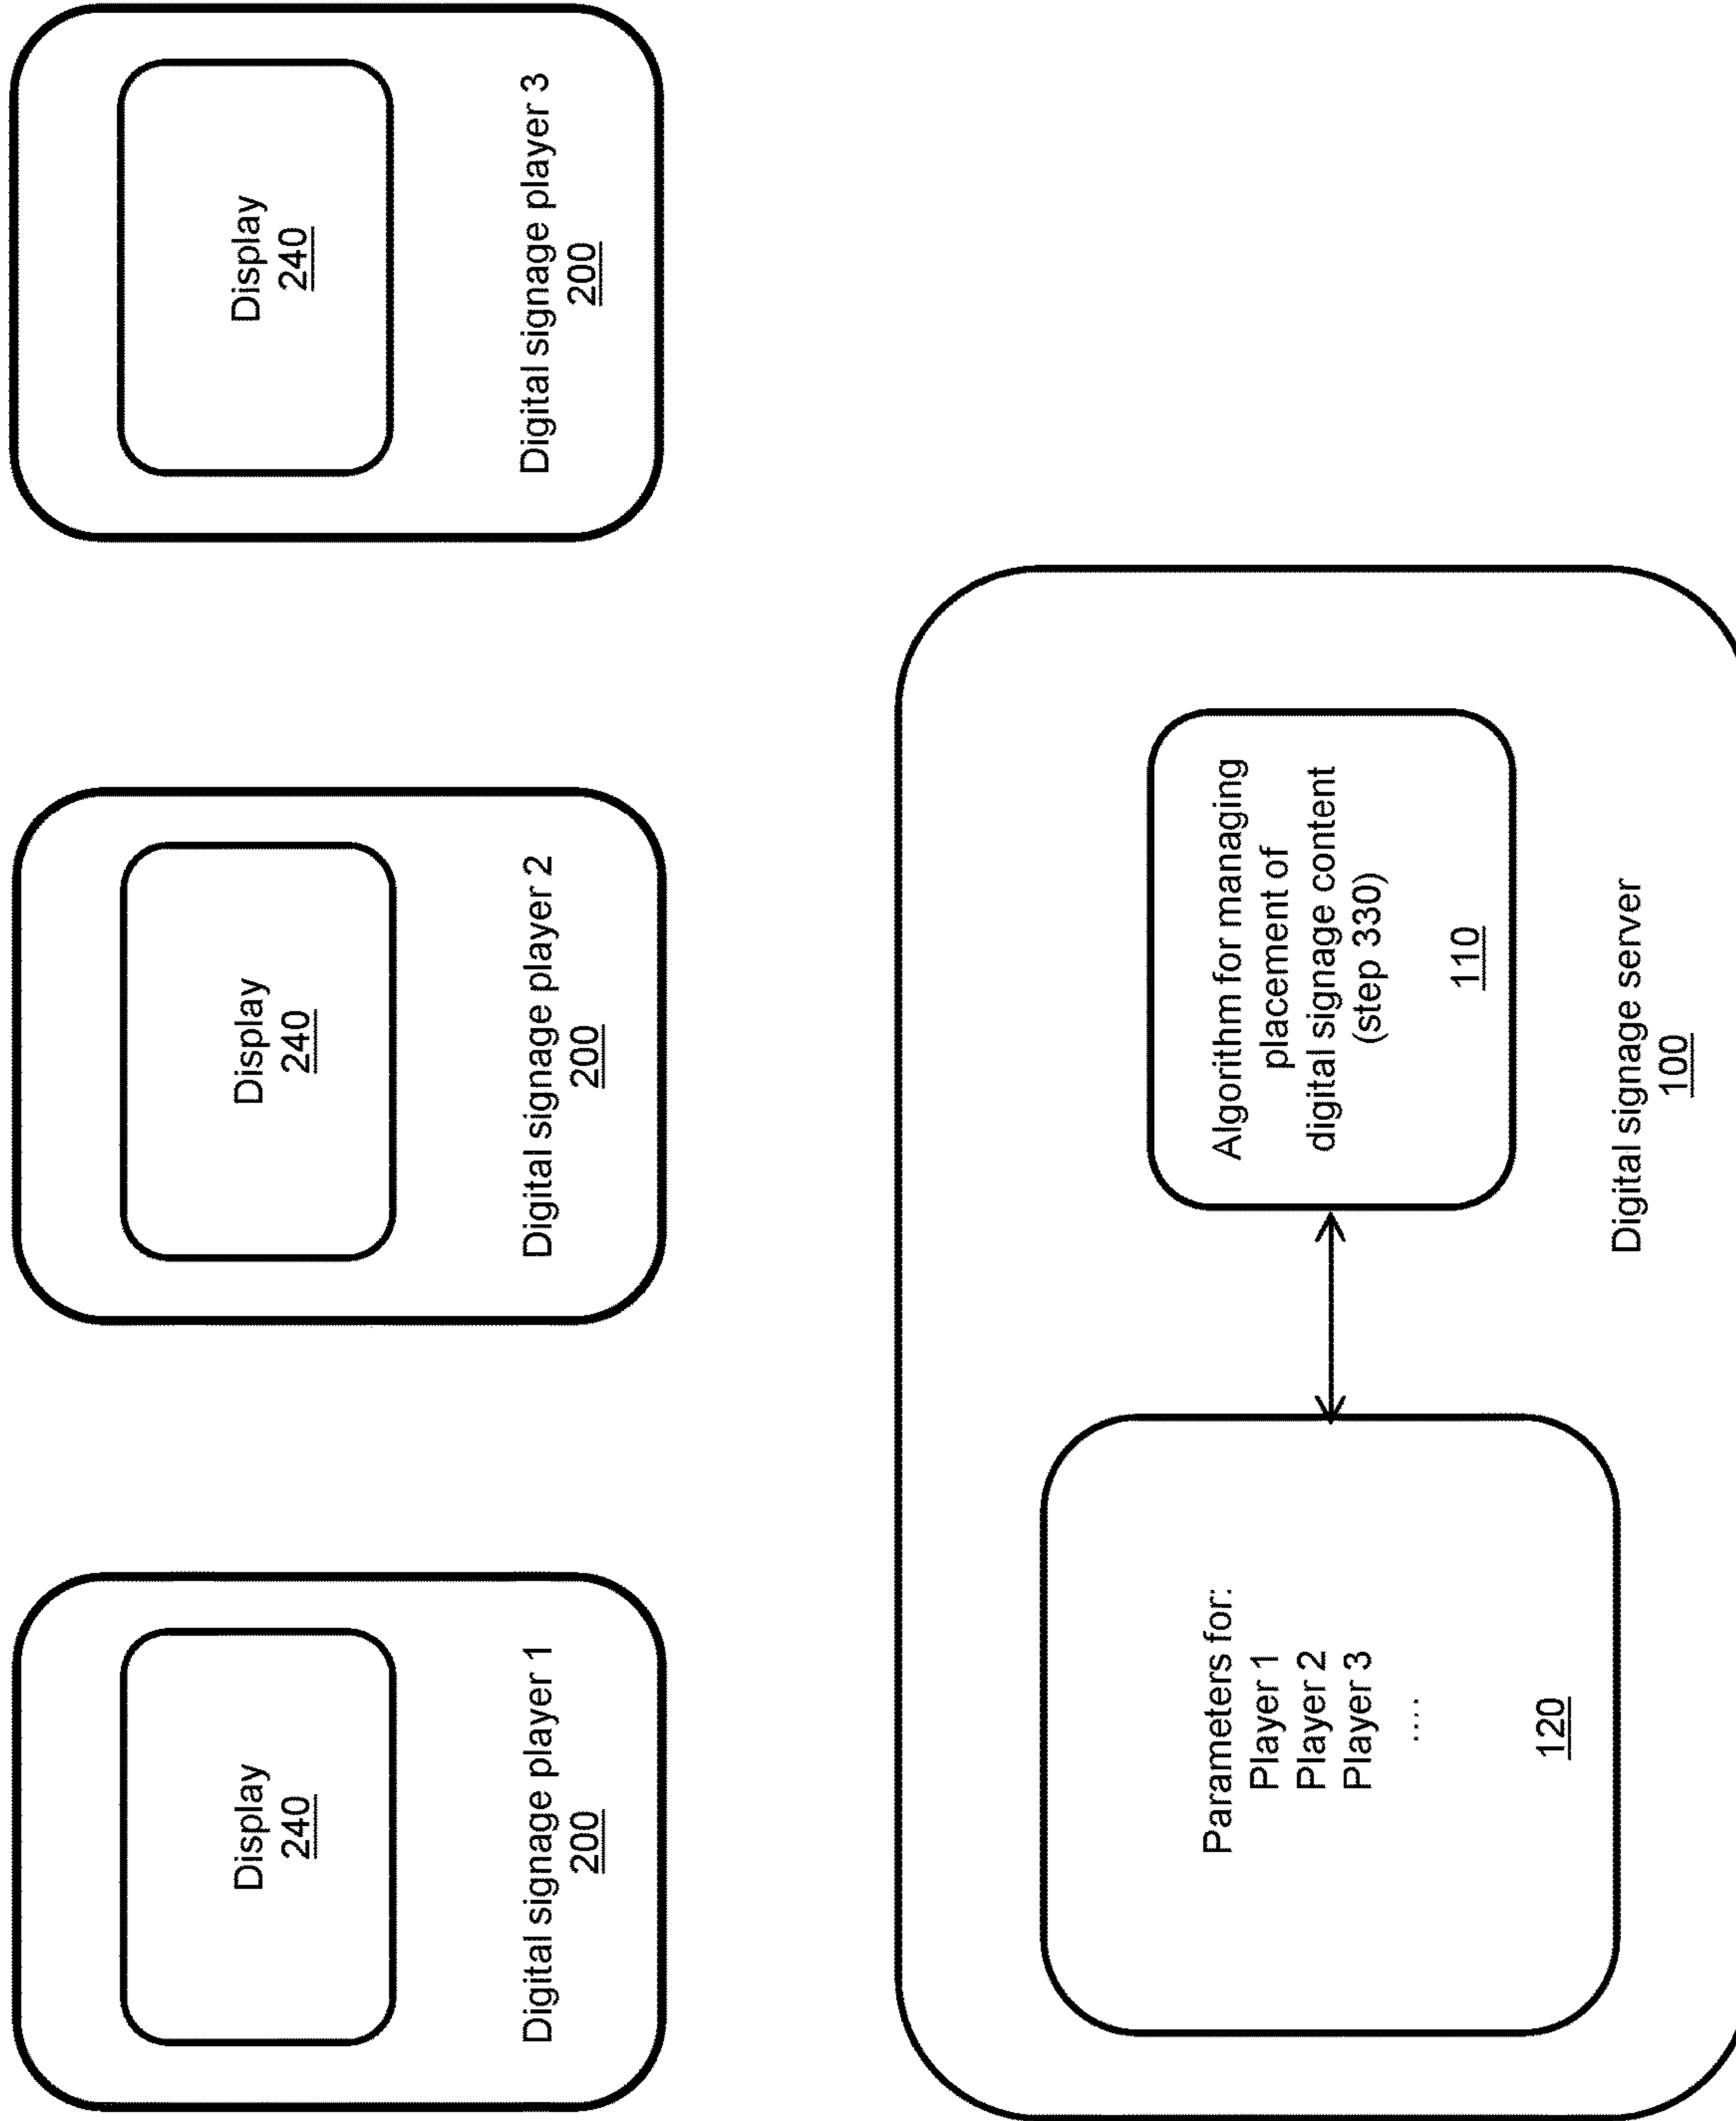 Display
240
Digital signage player 1
200
Display
240
Digital signage player 2
200
Display
240
Digital signage player 3
200
Parameters for:
Player 1
Player 2
Player 3
....
120
Algorithm for managing
placement of
digital signage content
(step 330)
110
Digital signage server
100